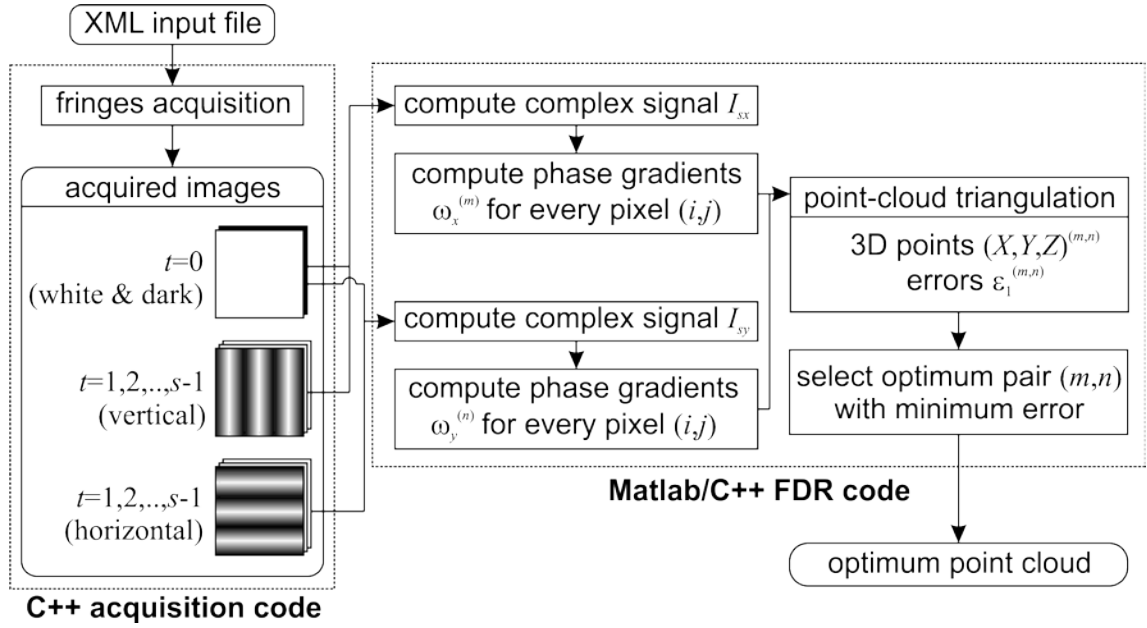 XML input file
fringes acquisition
acquired images
t=0
(white & dark)
t=1,2,..,s-1
(vertical)
t=1,2,..,s-1
(horizontal)
C++ acquisition code
compute complex signal Iₛₓ
compute phase gradients
ωₓ⁽ᵐ⁾ for every pixel (i,j)
compute complex signal I_sy
compute phase gradients
ω_y⁽ⁿ⁾ for every pixel (i,j)
point-cloud triangulation
3D points (X,Y,Z)⁽ᵐ,ⁿ⁾
errors ε₁⁽ᵐ,ⁿ⁾
select optimum pair (m,n)
with minimum error
Matlab/C++ FDR code
optimum point cloud